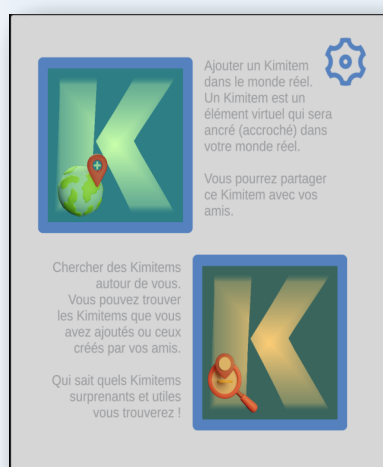 Ajouter un Kimitem
dans le monde réel.
Un Kimitem est un
élément virtuel qui sera
ancré (accroché) dans
votre monde réel.
Vous pourrez partager
ce Kimitem avec vos
amis.
K
Chercher des Kimitems
autour de vous.
Vous pouvez trouver
les Kimitems que vous
avez ajoutés ou ceux
créés par vos amis.
Qui sait quels Kimitems
surprenants et utiles
vous trouverez !
K